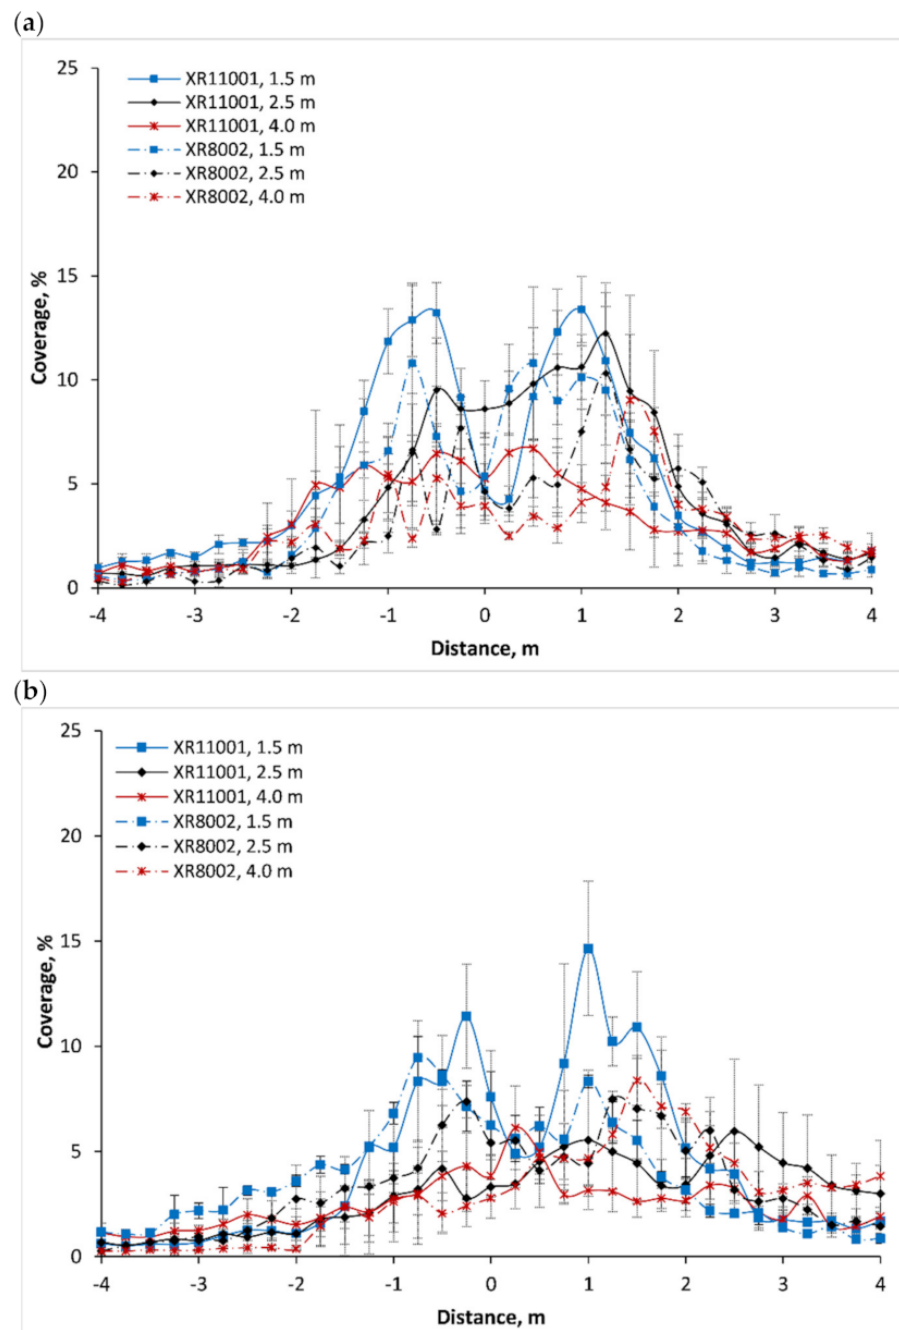 (a)
25
20
15
10
5
0
Coverage, %
XR11001, 1.5 m
XR11001, 2.5 m
XR11001, 4.0 m
XR8002, 1.5 m
XR8002, 2.5 m
XR8002, 4.0 m
-4 -3 -2 -1 0 1 2 3 4
Distance, m
(b)
25
20
15
10
5
0
Coverage, %
XR11001, 1.5 m
XR11001, 2.5 m
XR11001, 4.0 m
XR8002, 1.5 m
XR8002, 2.5 m
XR8002, 4.0 m
-4 -3 -2 -1 0 1 2 3 4
Distance, m